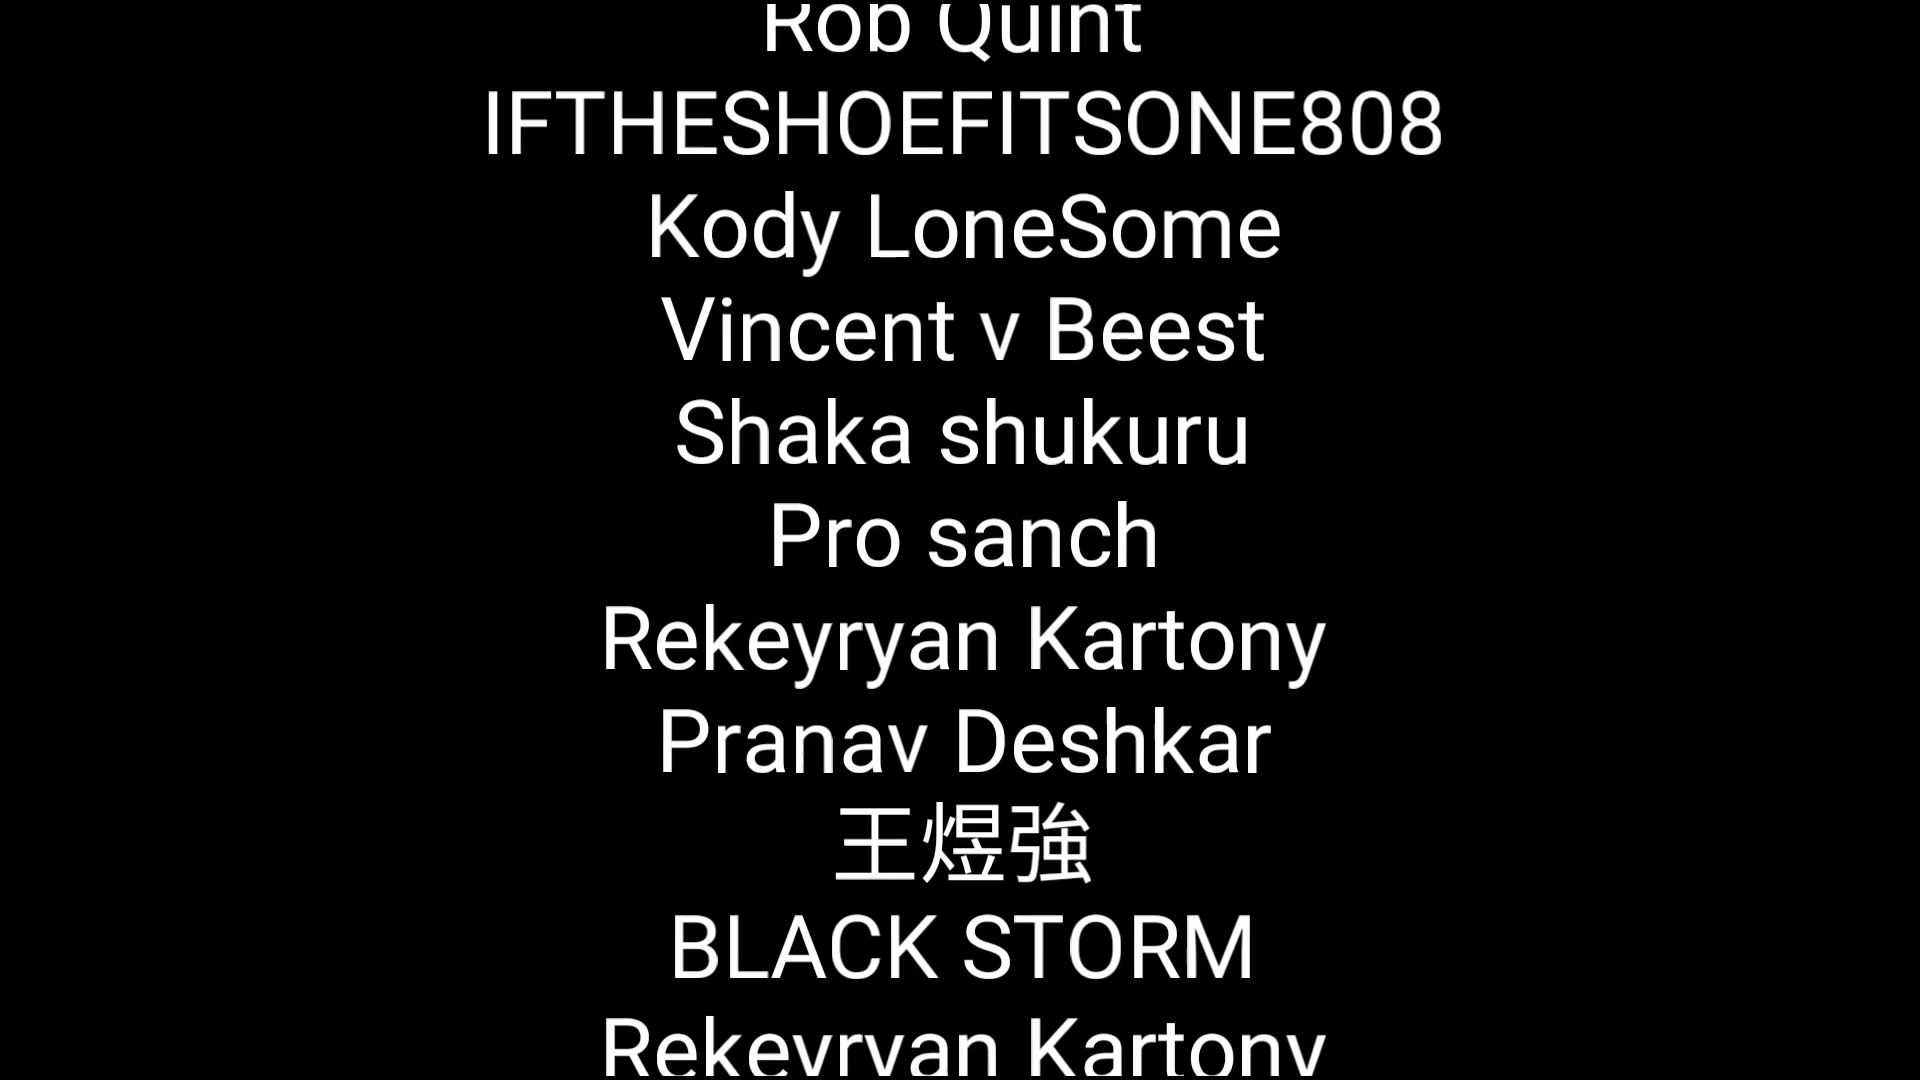 Rob Quint
IFTHESHOEFITSONE808
Kody LoneSome
Vincent v Beest
Shaka shukuru
Pro sanch
Rekeyryan Kartony
Pranav Deshkar
王煜強
BLACK STORM
Rekeyryan Kartony